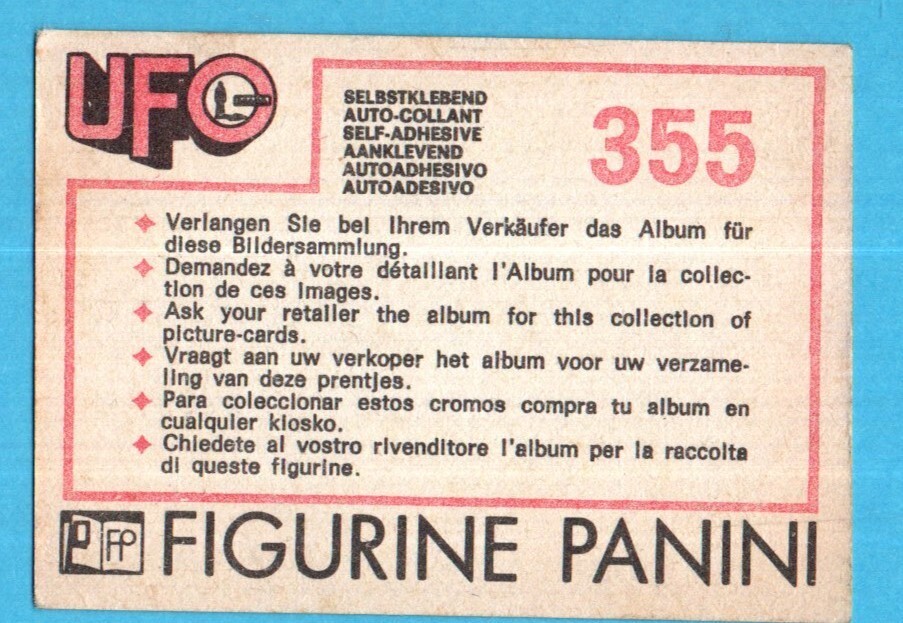 UFO
SELBSTKLEBEND
AUTO-COLLANT
SELF-ADHESIVE
AANKLEVEND
AUTOADHESIVO
AUTOADESIVO
355
Verlangen Sie bei Ihrem Verkäufer das Album für
diese Bildersammlung.
Demandez à votre détaillant l'Album pour la collec-
tion de ces images.
Ask your retailer the album for this collection of
picture-cards.
Vraagt aan uw verkoper het album voor uw verzame-
ling van deze prentjes.
Para coleccionar estos cromos compra tu album en
cualquier kiosko.
Chiedete al vostro rivenditore l'album per la raccolta
di queste figurine.
P FP
FIGURINE PANINI